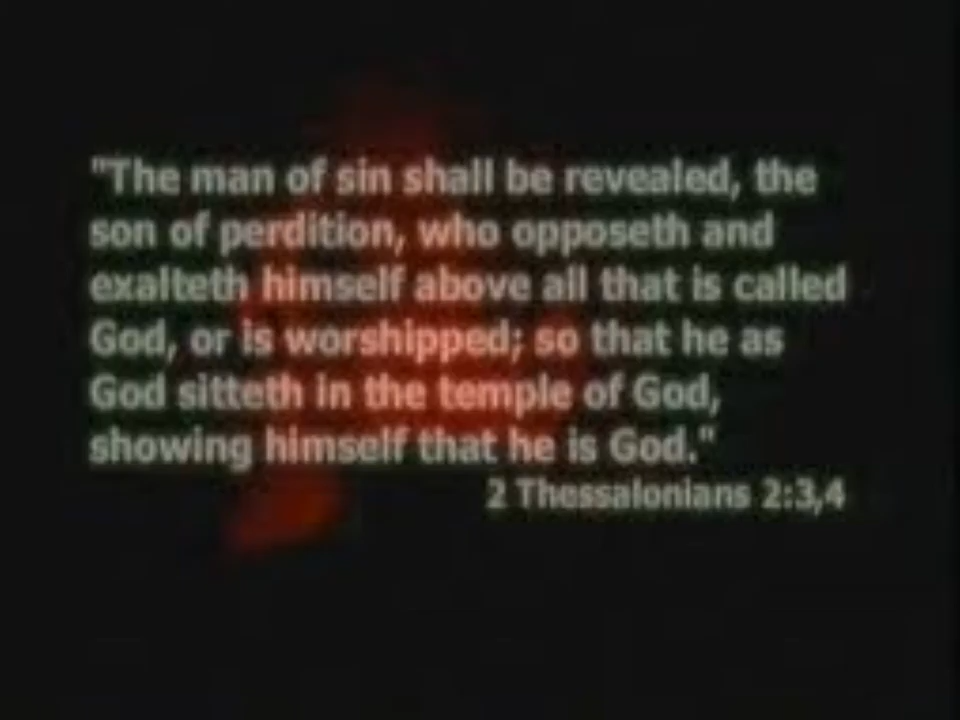 "The man of sin shall be revealed, the
son of perdition, who opposeth and
exalteth himself above all that is called
God, or is worshipped; so that he as
God sitteth in the temple of God,
showing himself that he is God."
2 Thessalonians 2:3,4